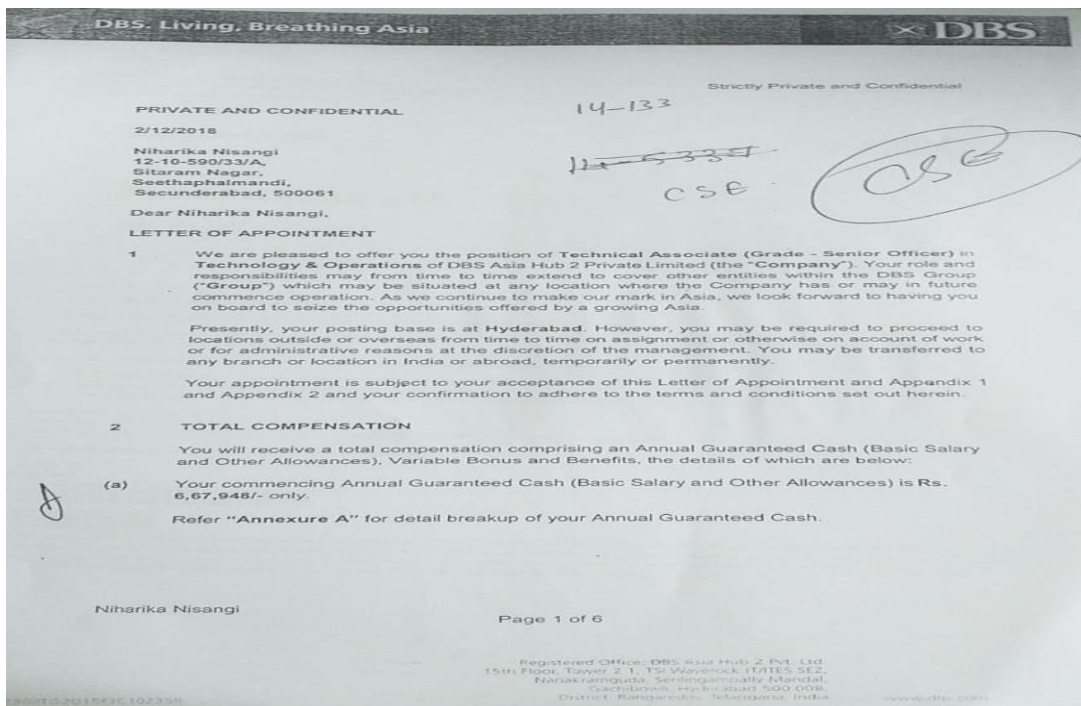 DBS. Living, Breathing Asia
DBS
Strictly Private and Confidential
PRIVATE AND CONFIDENTIAL
14-133
2/12/2018
Niharika Nisangi
12-10-590/33/A,
Sitaram Nagar,
Seethaphalmandi,
Secunderabad, 500061
CSE
CSE
Dear Niharika Nisangi,
LETTER OF APPOINTMENT
1 We are pleased to offer you the position of Technical Associate (Grade - Senior Officer) in
Technology & Operations of DBS Asia Hub 2 Private Limited (the "Company"). Your role and
responsibilities may from time to time extend to cover other entities within the DBS Group
("Group") which may be situated at any location where the Company has or may in future
commence operation. As we continue to make our mark in Asia, we look forward to having you
on board to seize the opportunities offered by a growing Asia.
Presently, your posting base is at Hyderabad. However, you may be required to proceed to
locations outside or overseas from time to time on assignment or otherwise on account of work
or for administrative reasons at the discretion of the management. You may be transferred to
any branch or location in India or abroad, temporarily or permanently.
Your appointment is subject to your acceptance of this Letter of Appointment and Appendix 1
and Appendix 2 and your confirmation to adhere to the terms and conditions set out herein.
2 TOTAL COMPENSATION
You will receive a total compensation comprising an Annual Guaranteed Cash (Basic Salary
and Other Allowances), Variable Bonus and Benefits, the details of which are below:
(a) Your commencing Annual Guaranteed Cash (Basic Salary and Other Allowances) is Rs.
6,67,948/- only.
Refer "Annexure A" for detail breakup of your Annual Guaranteed Cash.
Niharika Nisangi
Page 1 of 6
Registered Office: DBS Asia Hub 2 Pvt. Ltd.
15th Floor, Tower 2.1, TSI Waverock IT/ITES SEZ,
Nanakramguda, Serilingampally Mandal,
Gachibowli, Hyderabad 500 008,
District, Rangareddy, Telangana, India
www.dbs.com